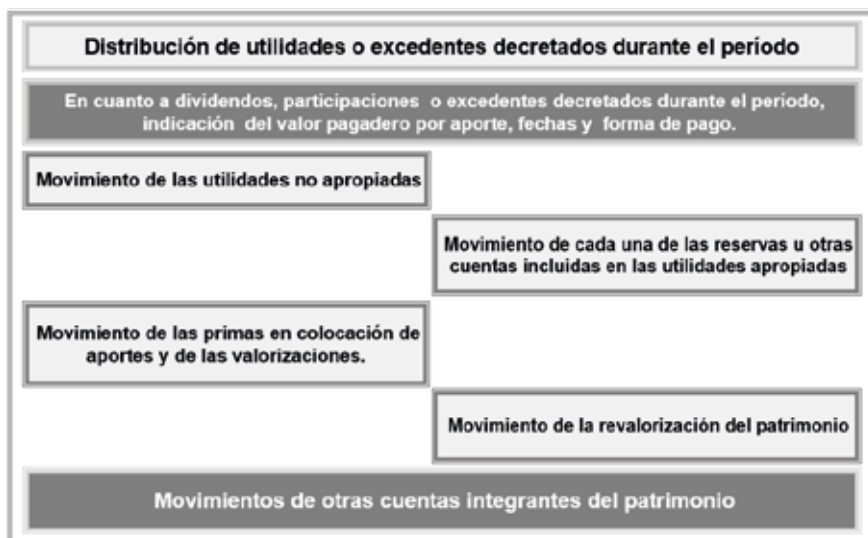 Distribución de utilidades o excedentes decretados durante el período
En cuanto a dividendos, participaciones o excedentes decretados durante el periodo,
indicación del valor pagadero por aporte, fechas y forma de pago.
Movimiento de las utilidades no apropiadas
Movimiento de cada una de las reservas u otras
cuentas incluidas en las utilidades apropiadas
Movimiento de las primas en colocación de
aportes y de las valorizaciones.
Movimiento de la revalorización del patrimonio
Movimientos de otras cuentas integrantes del patrimonio